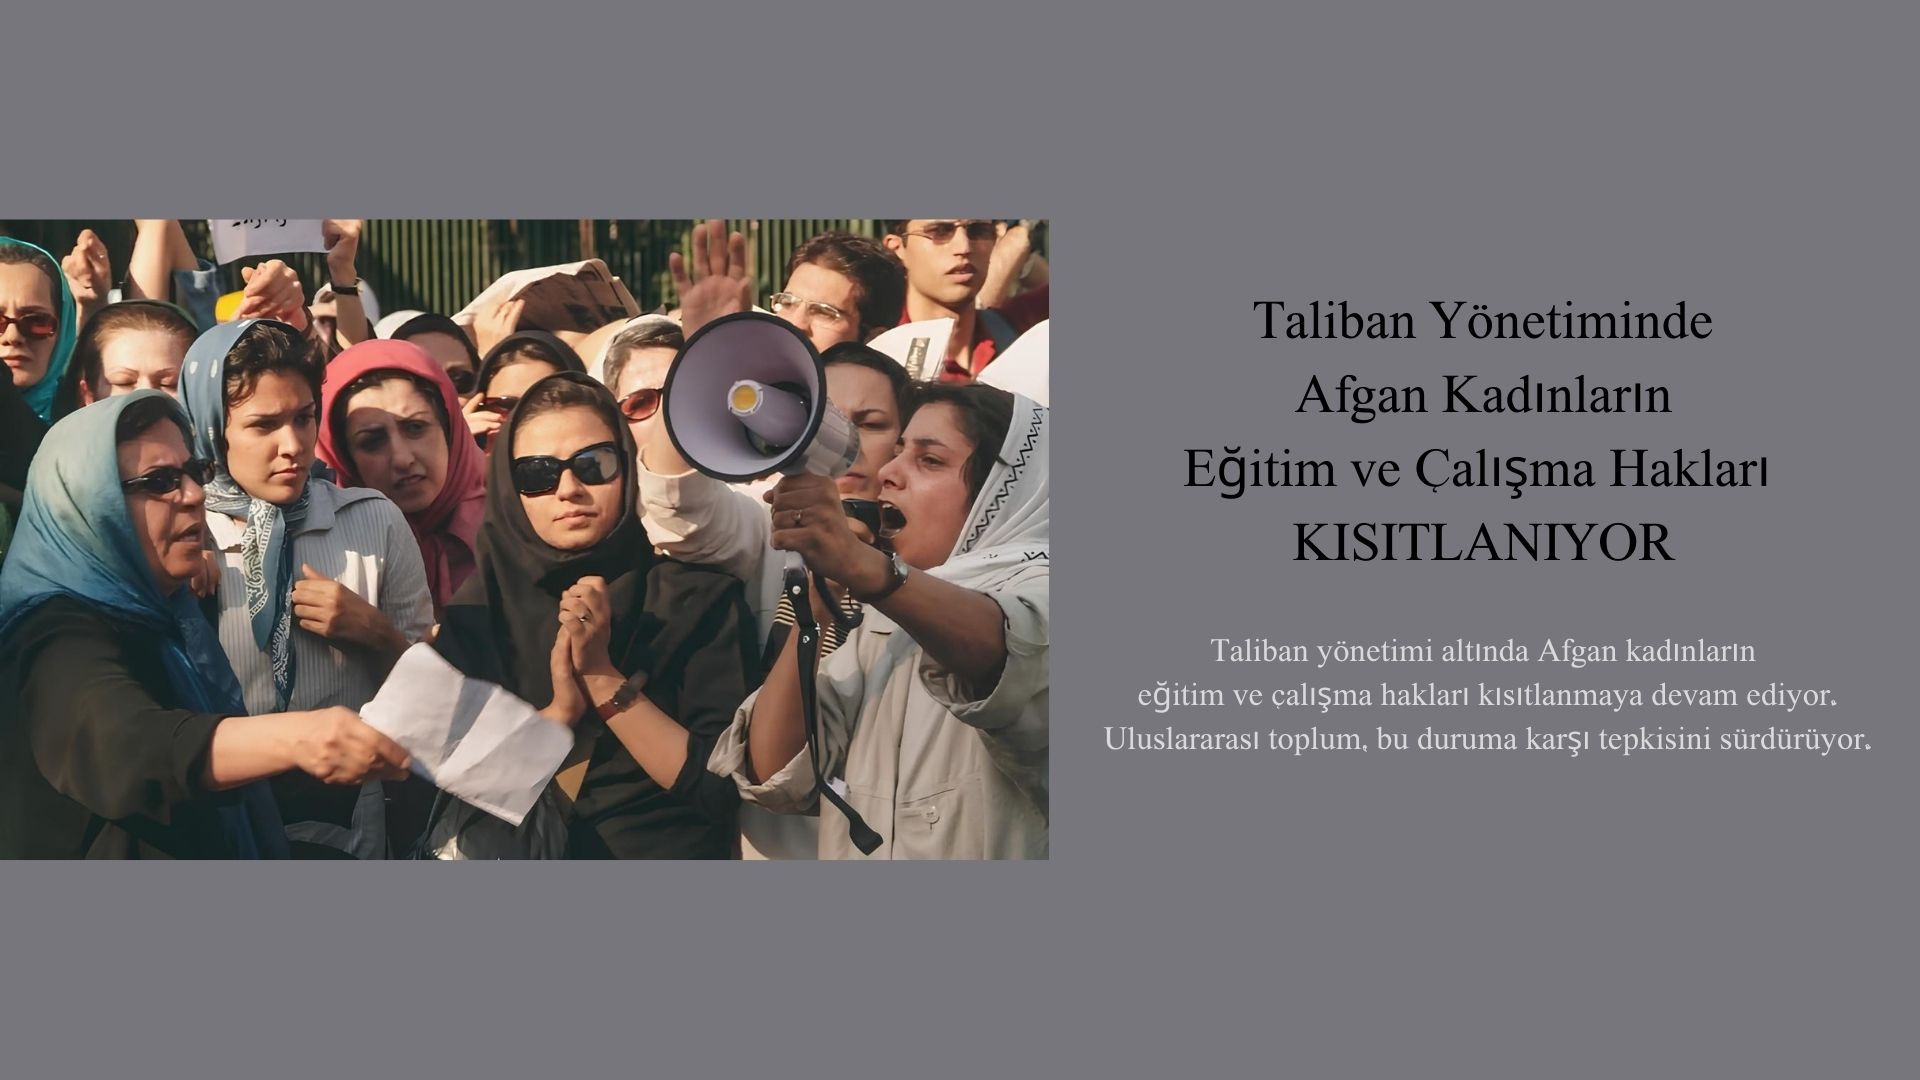 Taliban Yönetiminde
Afgan Kadınların
Eğitim ve Çalışma Hakları
KISITLANIYOR
Taliban yönetimi altında Afgan kadınların
eğitim ve çalışma hakları kısıtlanmaya devam ediyor.
Uluslararası toplum, bu duruma karşı tepkisini sürdürüyor.